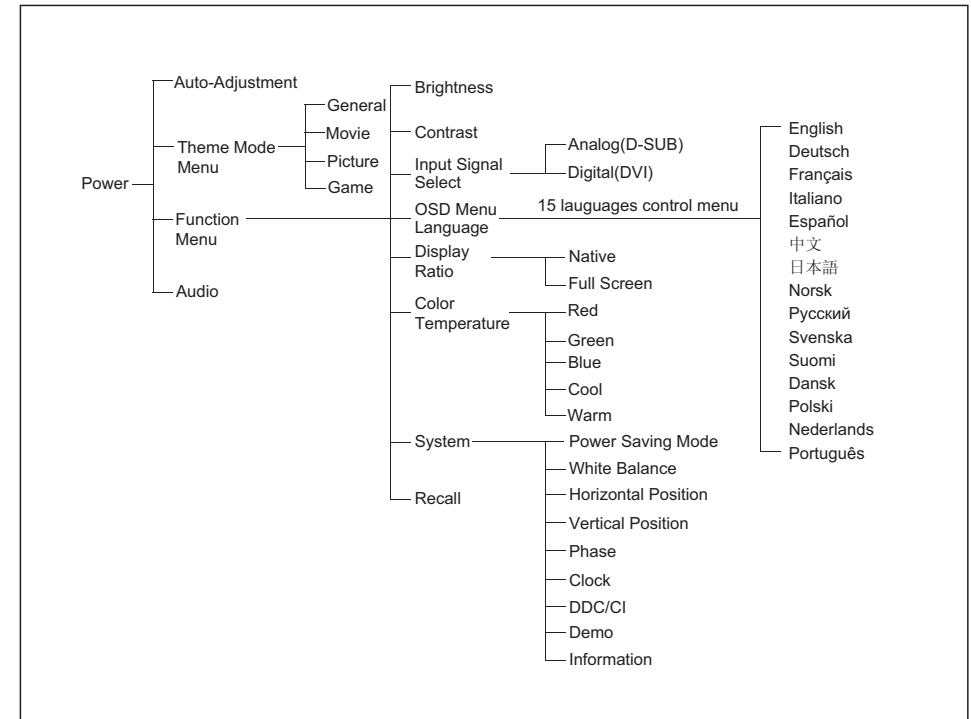 Power
Auto-Adjustment
Theme Mode
Menu
General
Movie
Picture
Game
Function
Menu
Audio
Brightness
Contrast
Input Signal
Select
Analog(D-SUB)
Digital(DVI)
OSD Menu
Language
15 lauguages control menu
English
Deutsch
Français
Italiano
Español
中文
日本語
Norsk
Русский
Svenska
Suomi
Dansk
Polski
Nederlands
Português
Display
Ratio
Native
Full Screen
Color
Temperature
Red
Green
Blue
Cool
Warm
System
Power Saving Mode
White Balance
Horizontal Position
Vertical Position
Phase
Clock
DDC/CI
Demo
Information
Recall